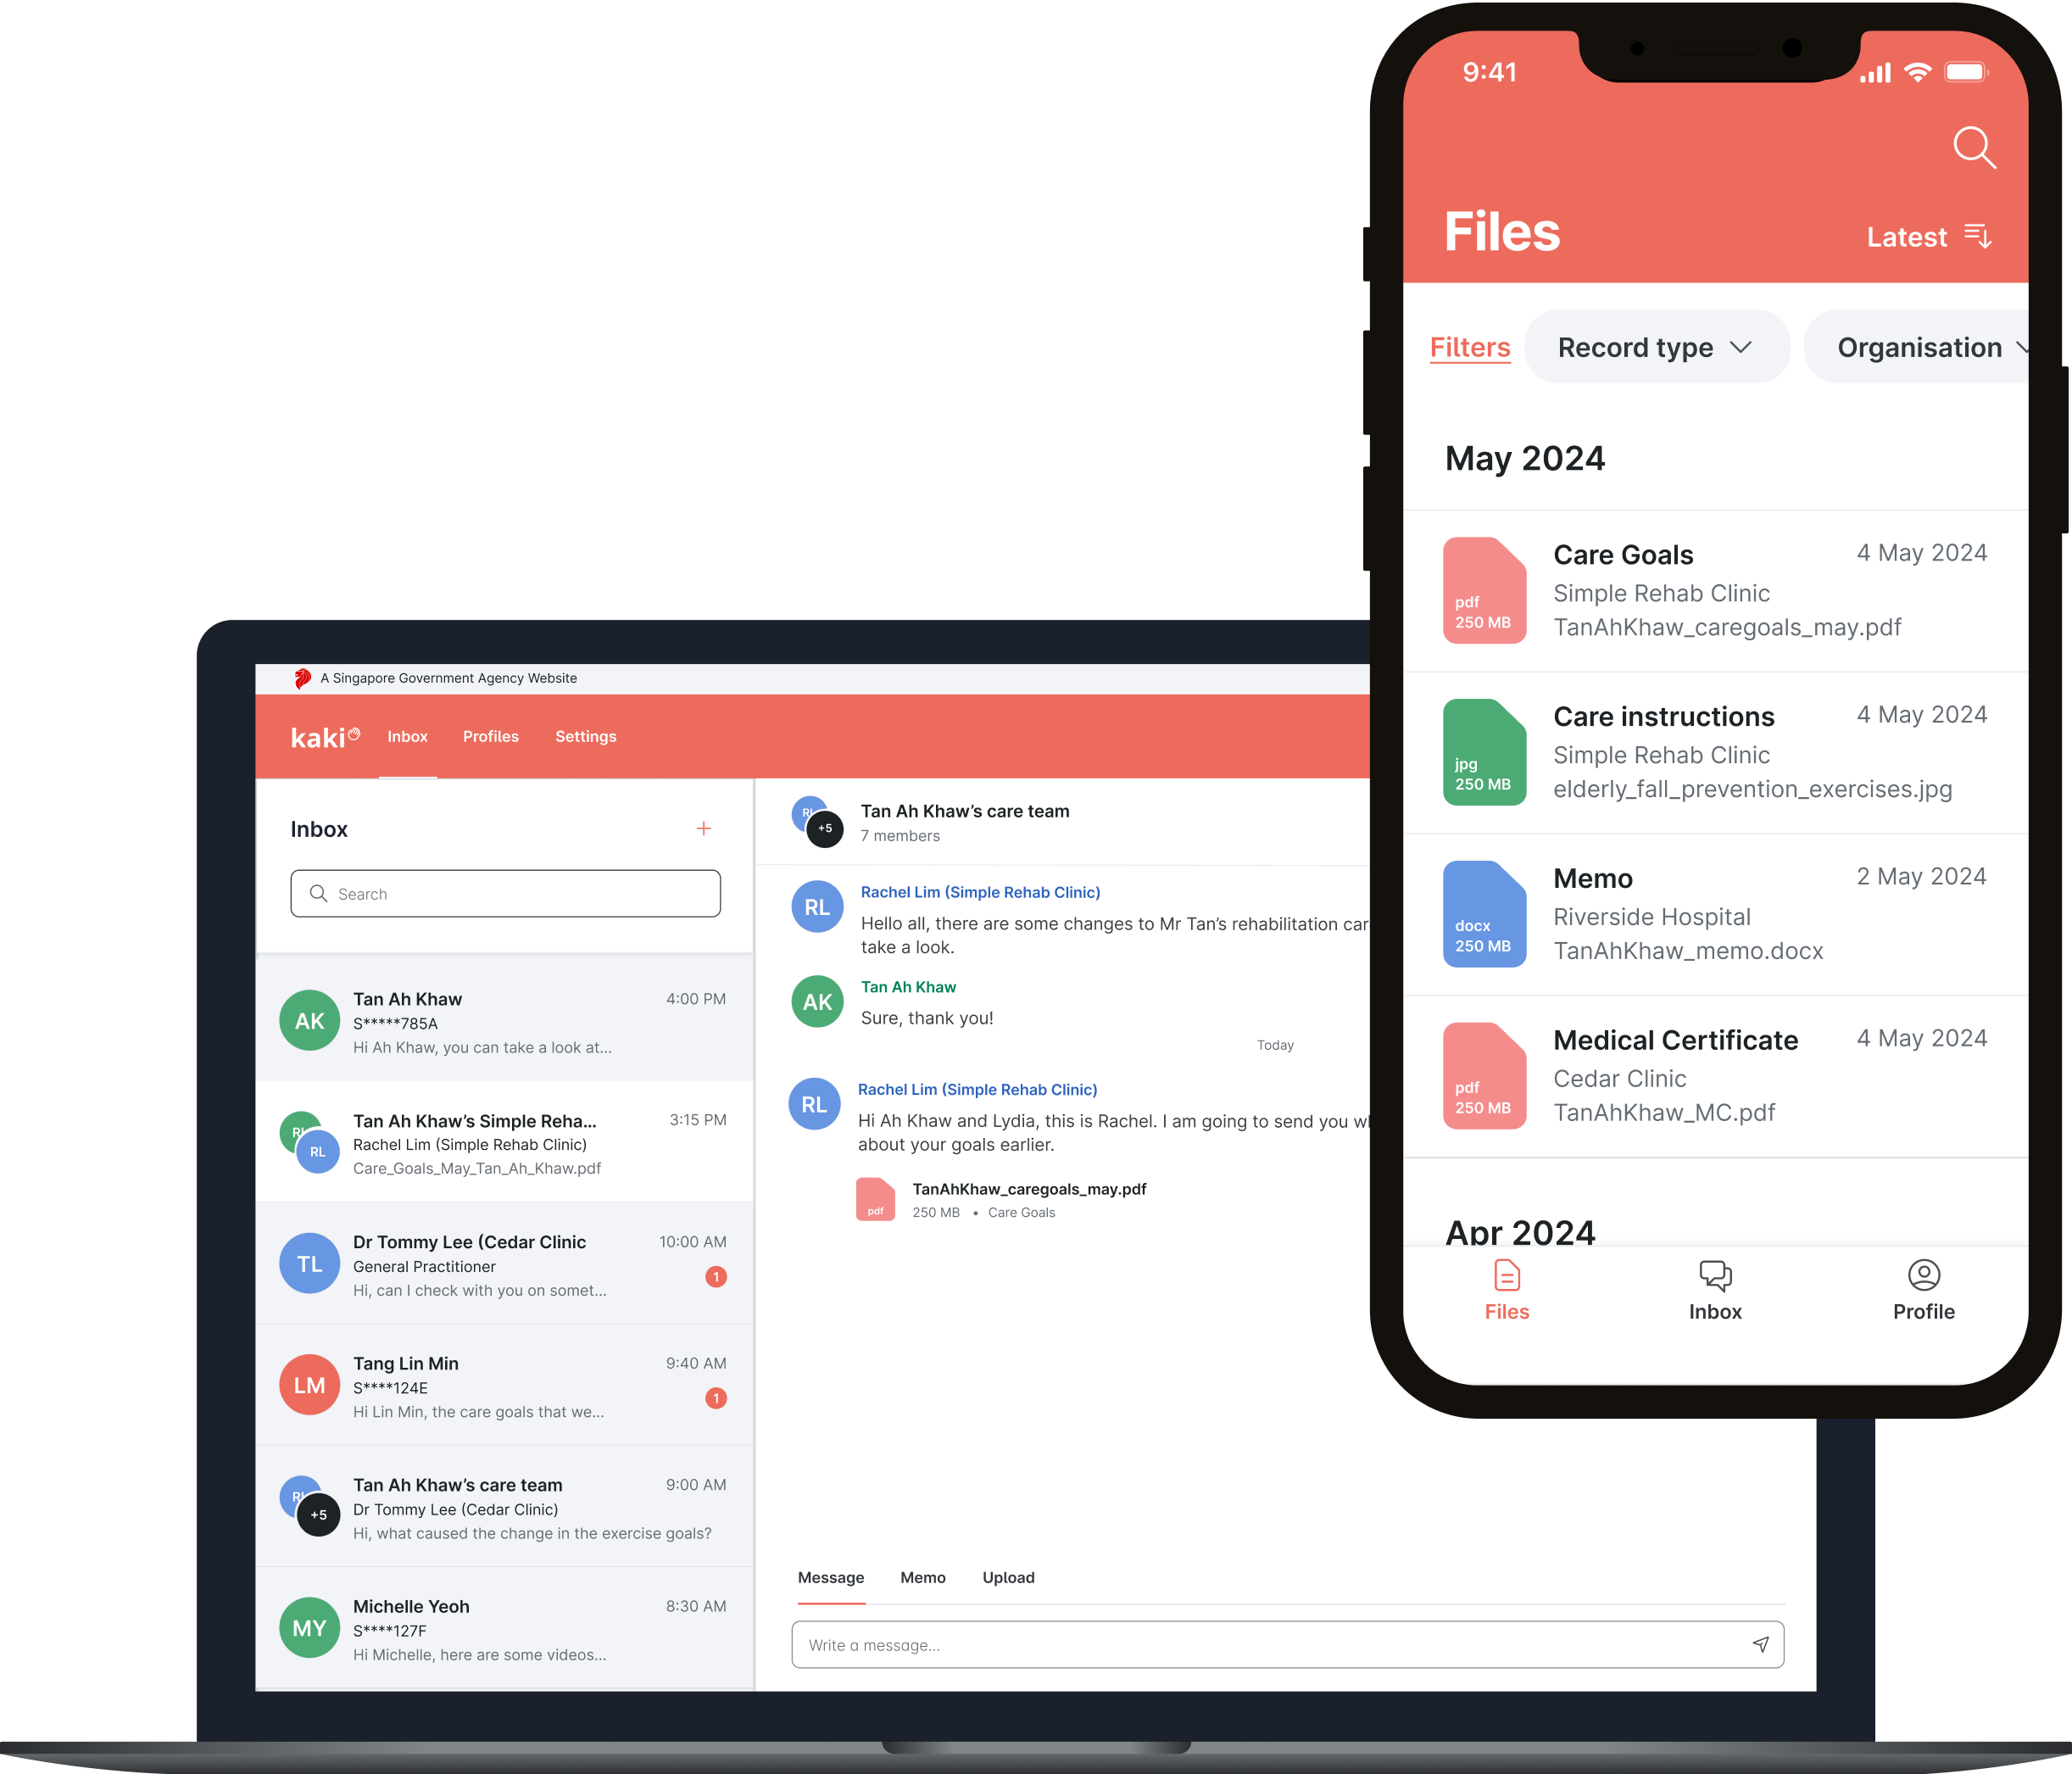 9:41
Files
Latest
Filters
Record type
Organisation
May 2024
Care Goals
4 May 2024
Simple Rehab Clinic
TanAhKhaw_caregoals_may.pdf
pdf
250 MB
Care instructions
4 May 2024
Simple Rehab Clinic
elderly_fall_prevention_exercises.jpg
jpg
250 MB
Memo
2 May 2024
Riverside Hospital
TanAhKhaw_memo.docx
docx
250 MB
Medical Certificate
4 May 2024
Cedar Clinic
TanAhKhaw_MC.pdf
pdf
250 MB
Apr 2024
Files
Inbox
Profile
A Singapore Government Agency Website
kaki
Inbox
Profiles
Settings
Inbox
Search
AK
Tan Ah Khaw
4:00 PM
S*****785A
Hi Ah Khaw, you can take a look at...
RL
Tan Ah Khaw’s Simple Reha...
3:15 PM
Rachel Lim (Simple Rehab Clinic)
Care_Goals_May_Tan_Ah_Khaw.pdf
TL
Dr Tommy Lee (Cedar Clinic
10:00 AM
General Practitioner
1
Hi, can I check with you on somet...
LM
Tang Lin Min
9:40 AM
S****124E
1
Hi Lin Min, the care goals that we...
+5
Tan Ah Khaw’s care team
9:00 AM
Dr Tommy Lee (Cedar Clinic)
Hi, what caused the change in the exercise goals?
MY
Michelle Yeoh
8:30 AM
S****127F
Hi Michelle, here are some videos...
+5
Tan Ah Khaw’s care team
7 members
RL
Rachel Lim (Simple Rehab Clinic)
Hello all, there are some changes to Mr Tan’s rehabilitation
take a look.
AK
Tan Ah Khaw
Sure, thank you!
Today
RL
Rachel Lim (Simple Rehab Clinic)
Hi Ah Khaw and Lydia, this is Rachel. I am going to send you
about your goals earlier.
pdf
TanAhKhaw_caregoals_may.pdf
250 MB • Care Goals
Message
Memo
Upload
Write a message...